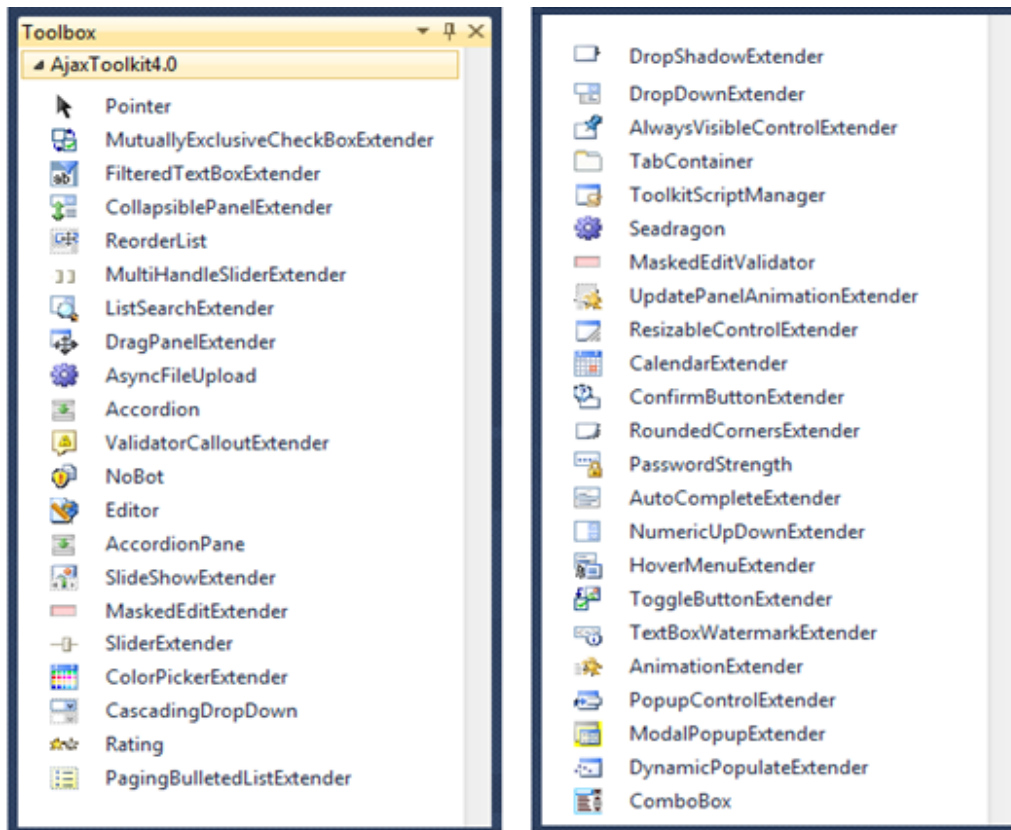 Toolbox
AjaxToolkit4.0
Pointer
MutuallyExclusiveCheckBoxExtender
FilteredTextBoxExtender
CollapsiblePanelExtender
ReorderList
MultiHandleSliderExtender
ListSearchExtender
DragPanelExtender
AsyncFileUpload
Accordion
ValidatorCalloutExtender
NoBot
Editor
AccordionPane
SlideShowExtender
MaskedEditExtender
SliderExtender
ColorPickerExtender
CascadingDropDown
Rating
PagingBulletedListExtender
DropShadowExtender
DropDownExtender
AlwaysVisibleControlExtender
TabContainer
ToolkitScriptManager
Seadragon
MaskedEditValidator
UpdatePanelAnimationExtender
ResizableControlExtender
CalendarExtender
ConfirmButtonExtender
RoundedCornersExtender
PasswordStrength
AutoCompleteExtender
NumericUpDownExtender
HoverMenuExtender
ToggleButtonExtender
TextBoxWatermarkExtender
AnimationExtender
PopupControlExtender
ModalPopupExtender
DynamicPopulateExtender
ComboBox